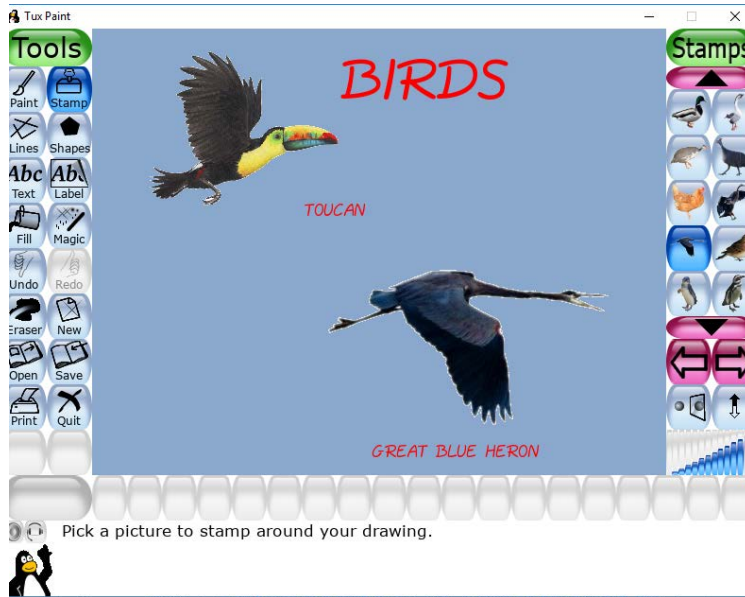 Tux Paint
Tools
Stamps
BIRDS
Paint Stamp
Lines Shapes
Abc Abc
Text Label
TOUCAN
Fill Magic
Undo Redo
Eraser New
Open Save
Print Quit
GREAT BLUE HERON
Pick a picture to stamp around your drawing.